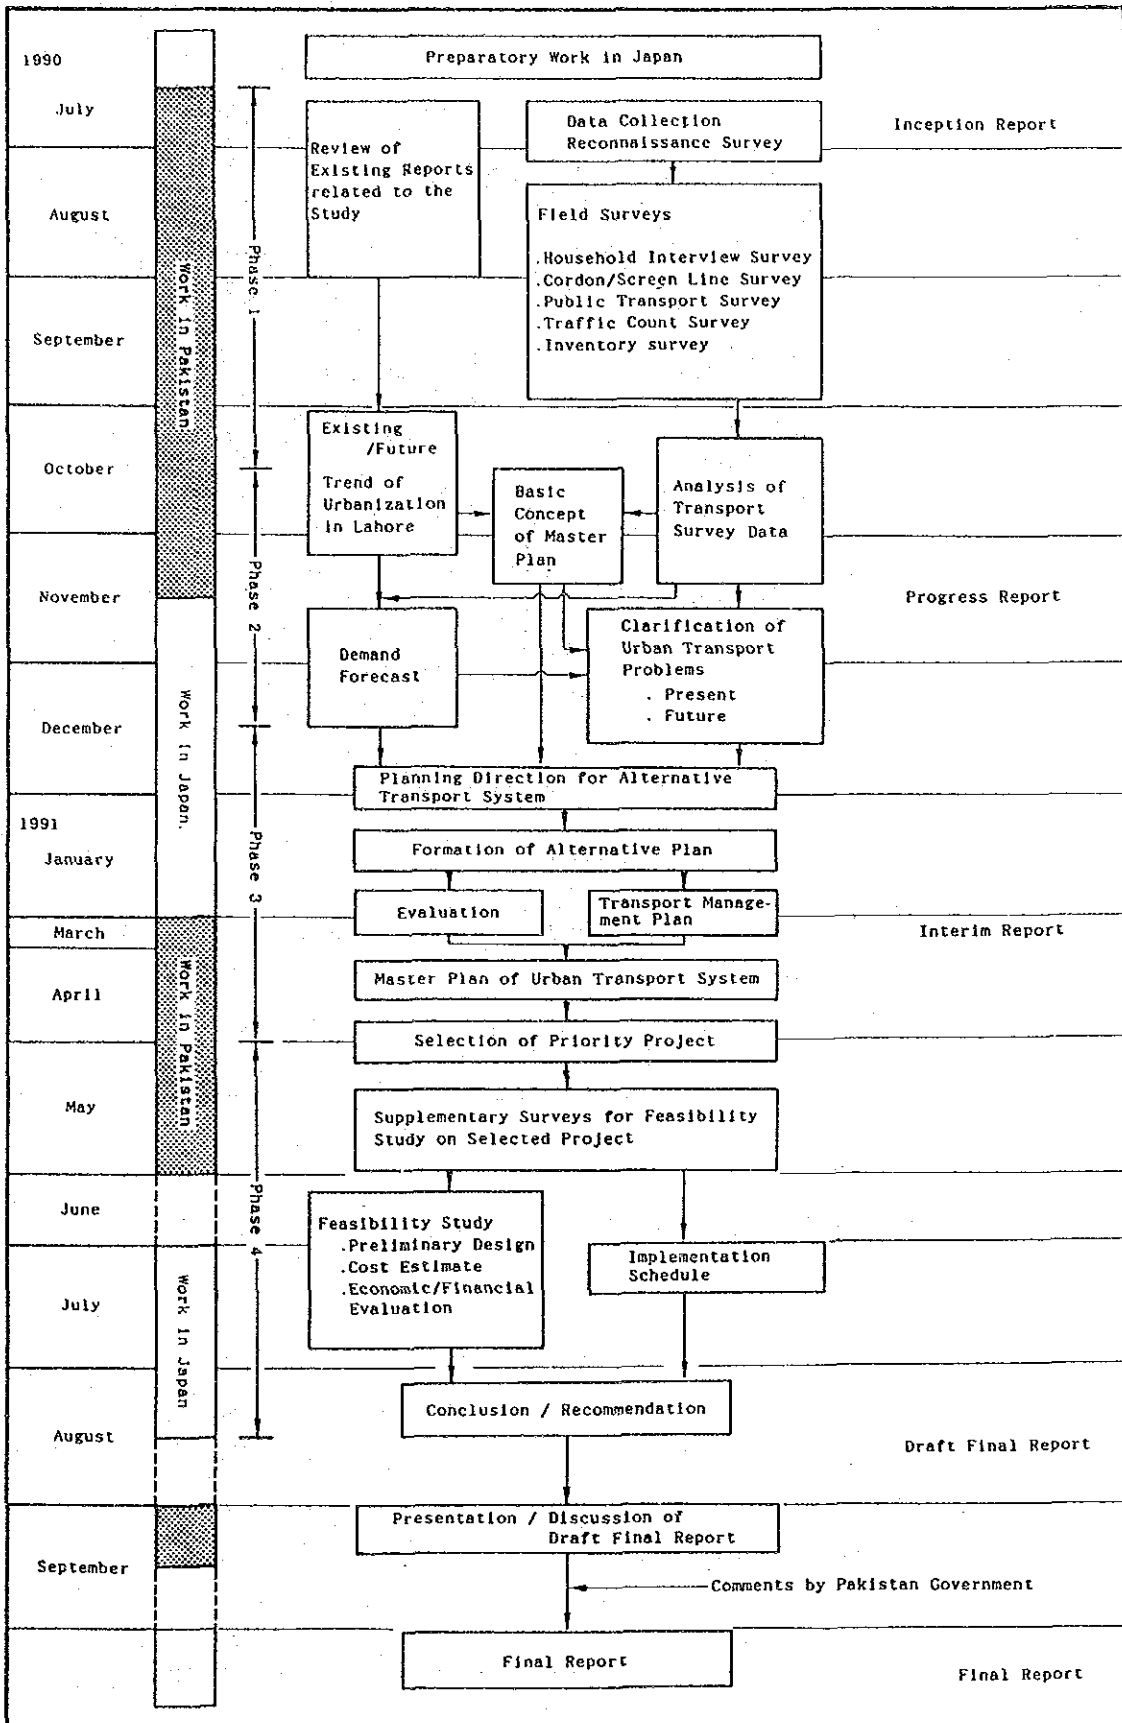 1990
Preparatory Work in Japan
July
Data Collection
Reconnaissance Survey
Inception Report
Review of
Existing Reports
related to the
Study
August
Field Surveys
.Household Interview Survey
.Cordon/Screen Line Survey
.Public Transport Survey
.Traffic Count Survey
.Inventory survey
Work in Pakistan
Phase 1
September
October
Existing
/Future
Trend of
Urbanization
in Lahore
Basic
Concept
of Master
Plan
Analysis of
Transport
Survey Data
November
Phase 2
Progress Report
Demand
Forecast
Clarification of
Urban Transport
Problems
. Present
. Future
December
Work in Japan.
Planning Direction for Alternative
Transport System
1991
January
Formation of Alternative Plan
Phase 3
Evaluation
Transport Manage-
ment Plan
March
Interim Report
April
Master Plan of Urban Transport System
Work in Pakistan
Selection of Priority Project
May
Supplementary Surveys for Feasibility
Study on Selected Project
June
Phase 4
Feasibility Study
.Preliminary Design
.Cost Estimate
.Economic/Financial
Evaluation
Implementation
Schedule
July
Work in Japan
Conclusion / Recommendation
August
Draft Final Report
Presentation / Discussion of
Draft Final Report
September
Comments by Pakistan Government
Final Report
Final Report